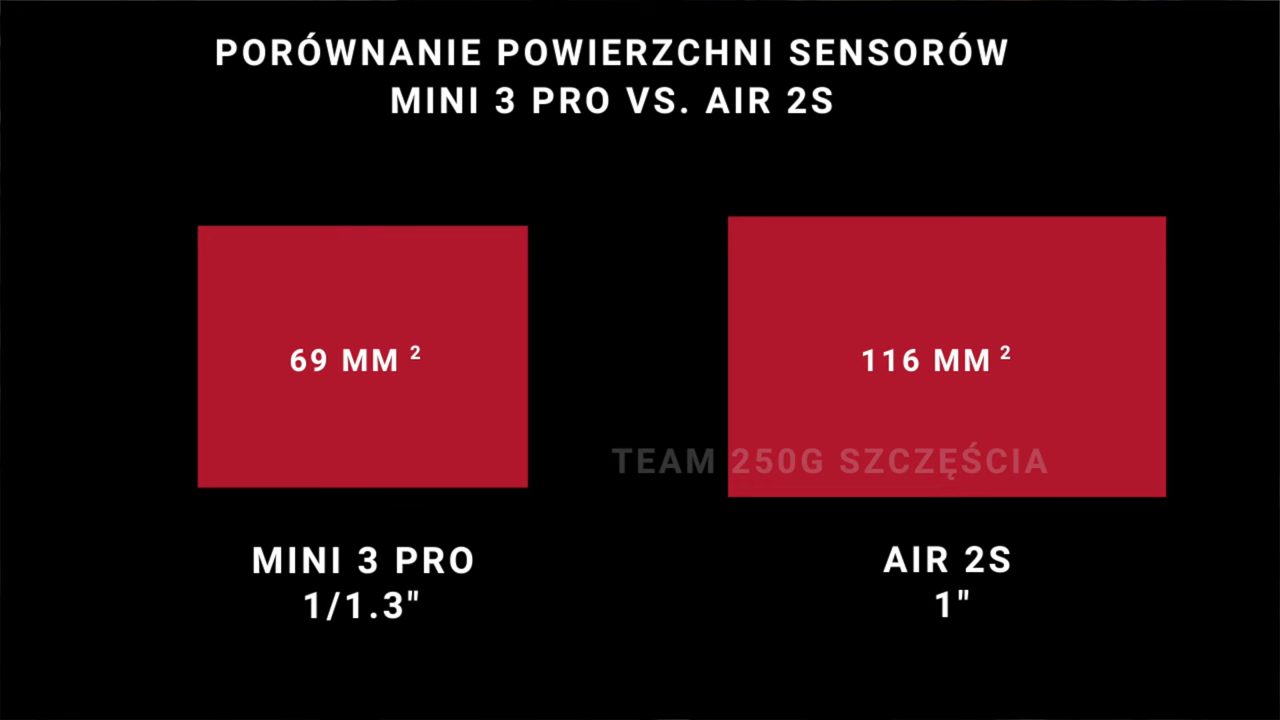 PORÓWNANIE POWIERZCHNI SENSORÓW
MINI 3 PRO VS. AIR 2S
69 MM ²
116 MM ²
TEAM 250G SZCZĘŚCIA
MINI 3 PRO
1/1.3"
AIR 2S
1"